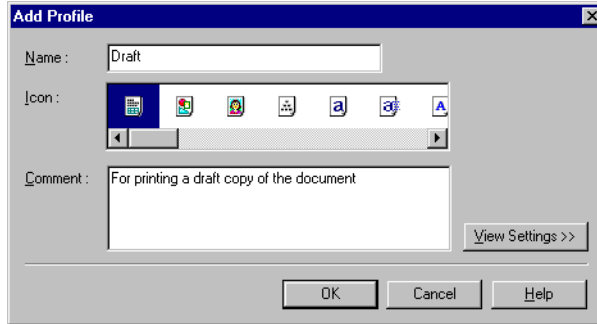 Add Profile
Name :
Draft
Icon :
a
a
A
Comment :
For printing a draft copy of the document
View Settings >>
OK
Cancel
Help